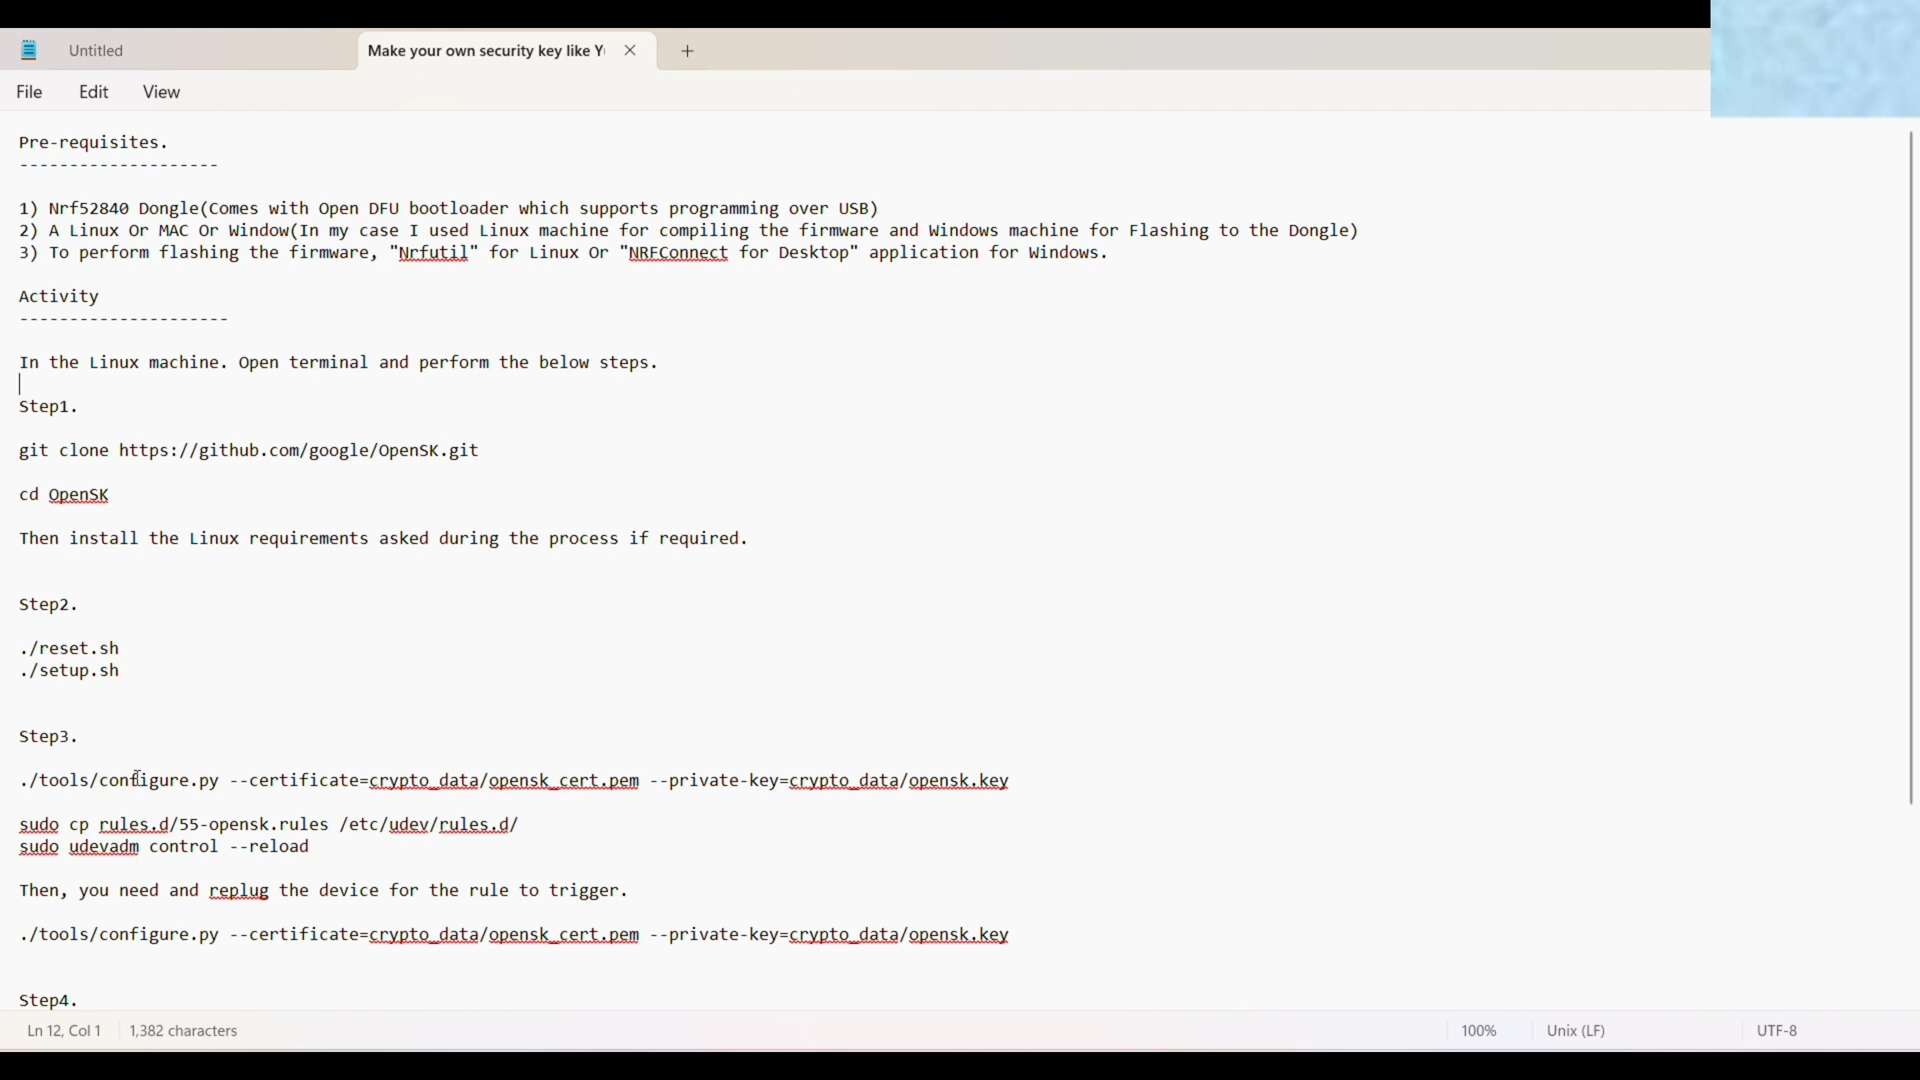 Untitled
Make your own security key like Y
File Edit View
Pre-requisites.
--------------------
1) Nrf52840 Dongle(Comes with Open DFU bootloader which supports programming over USB)
2) A Linux Or MAC Or Window(In my case I used Linux machine for compiling the firmware and Windows machine for Flashing to the Dongle)
3) To perform flashing the firmware, "Nrfutil" for Linux Or "NRFConnect for Desktop" application for Windows.
Activity
---------------------
In the Linux machine. Open terminal and perform the below steps.
Step1.
git clone https://github.com/google/OpenSK.git
cd OpenSK
Then install the Linux requirements asked during the process if required.
Step2.
./reset.sh
./setup.sh
Step3.
./tools/configure.py --certificate=crypto_data/opensk_cert.pem --private-key=crypto_data/opensk.key
sudo cp rules.d/55-opensk.rules /etc/udev/rules.d/
sudo udevadm control --reload
Then, you need and replug the device for the rule to trigger.
./tools/configure.py --certificate=crypto_data/opensk_cert.pem --private-key=crypto_data/opensk.key
Step4.
Ln 12, Col 1 1,382 characters 100% Unix (LF) UTF-8